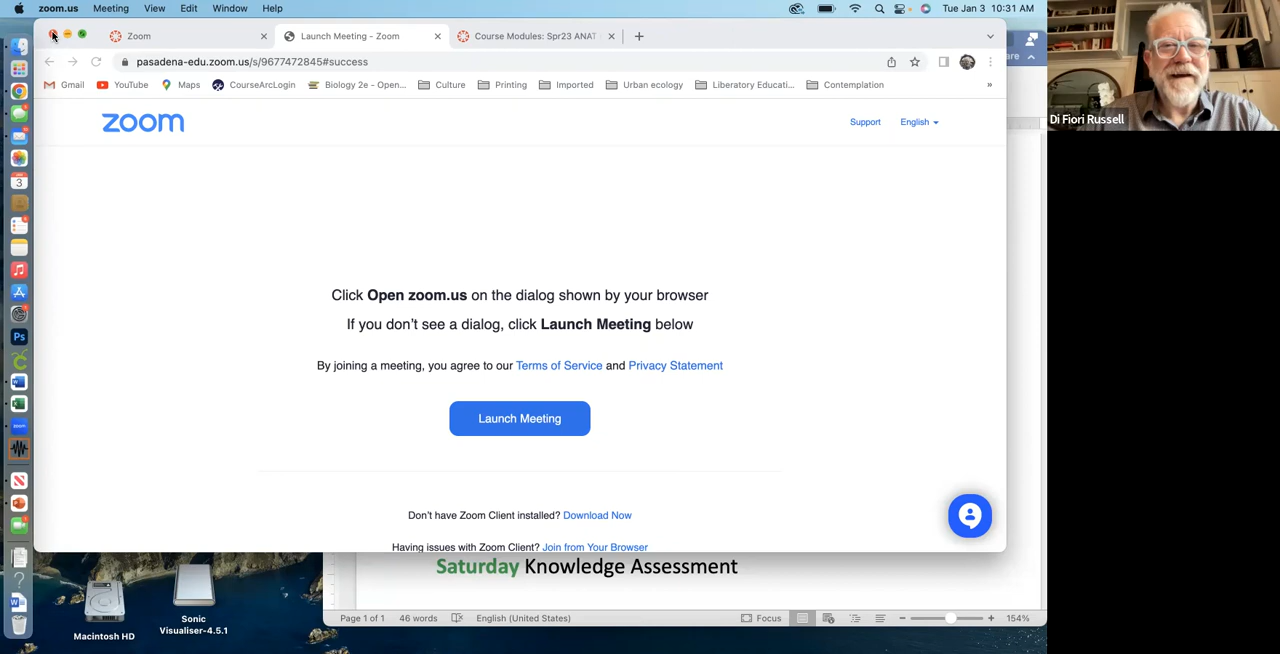 zoom.us Meeting View Edit Window Help Tue Jan 3 10:31 AM
Zoom Launch Meeting - Zoom Course Modules: Spr23 ANAT
pasadena-edu.zoom.us/s/9677472845#success
Gmail YouTube Maps CourseArcLogin Biology 2e - Open... Culture Printing Imported Urban ecology Liberatory Educati... Contemplation »
zoom
Support English
Click Open zoom.us on the dialog shown by your browser
If you don't see a dialog, click Launch Meeting below
By joining a meeting, you agree to our Terms of Service and Privacy Statement
Launch Meeting
Don't have Zoom Client installed? Download Now
Having issues with Zoom Client? Join from Your Browser
Saturday Knowledge Assessment
Page 1 of 1 46 words English (United States) Focus 154%
Macintosh HD
Sonic
Visualiser-4.5.1
Di Fiori Russell